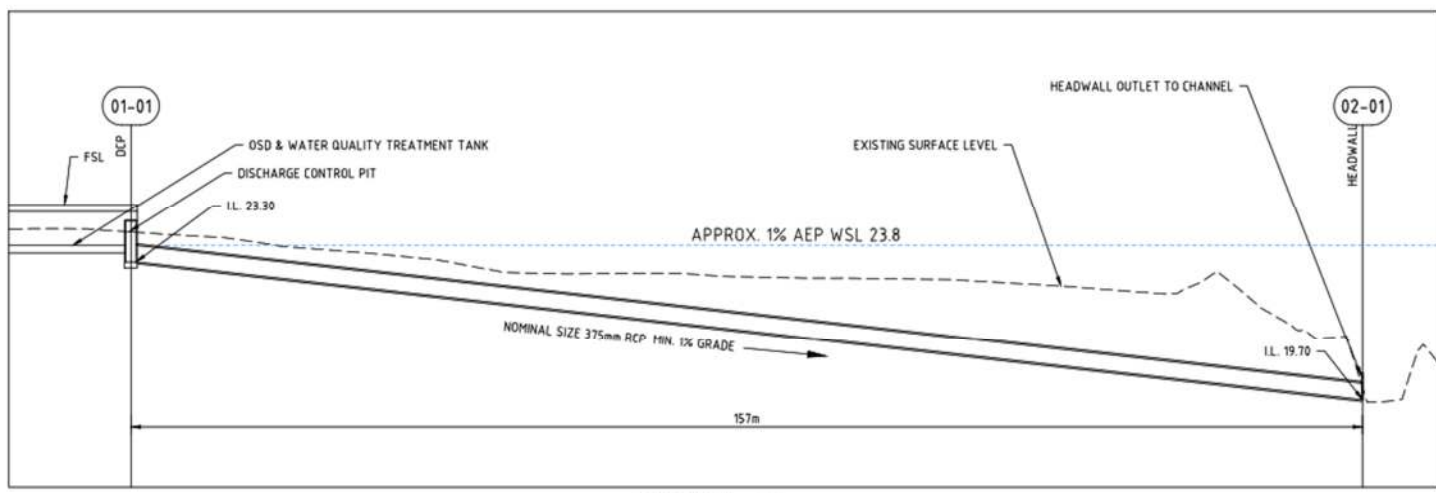 01-01
DCP
FSL
OSD & WATER QUALITY TREATMENT TANK
DISCHARGE CONTROL PIT
I.L. 23.30
HEADWALL OUTLET TO CHANNEL
02-01
HEADWALL
EXISTING SURFACE LEVEL
APPROX. 1% AEP WSL 23.8
NOMINAL SIZE 375mm RCP MIN. 1% GRADE
I.L. 19.70
157m